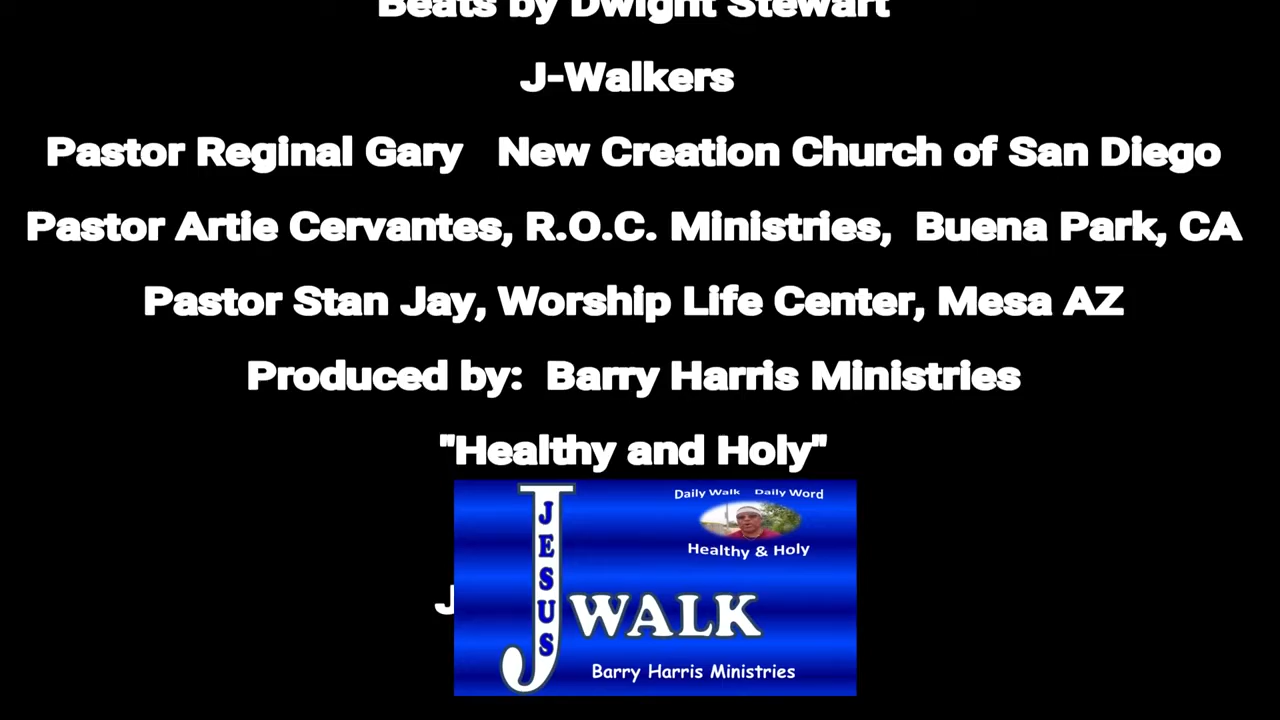 Beats by Dwight Stewart
J-Walkers
Pastor Reginal Gary New Creation Church of San Diego
Pastor Artie Cervantes, R.O.C. Ministries, Buena Park, CA
Pastor Stan Jay, Worship Life Center, Mesa AZ
Produced by: Barry Harris Ministries
"Healthy and Holy"
Daily Walk Daily Word
Healthy & Holy
JESUS
J WALK
Barry Harris Ministries